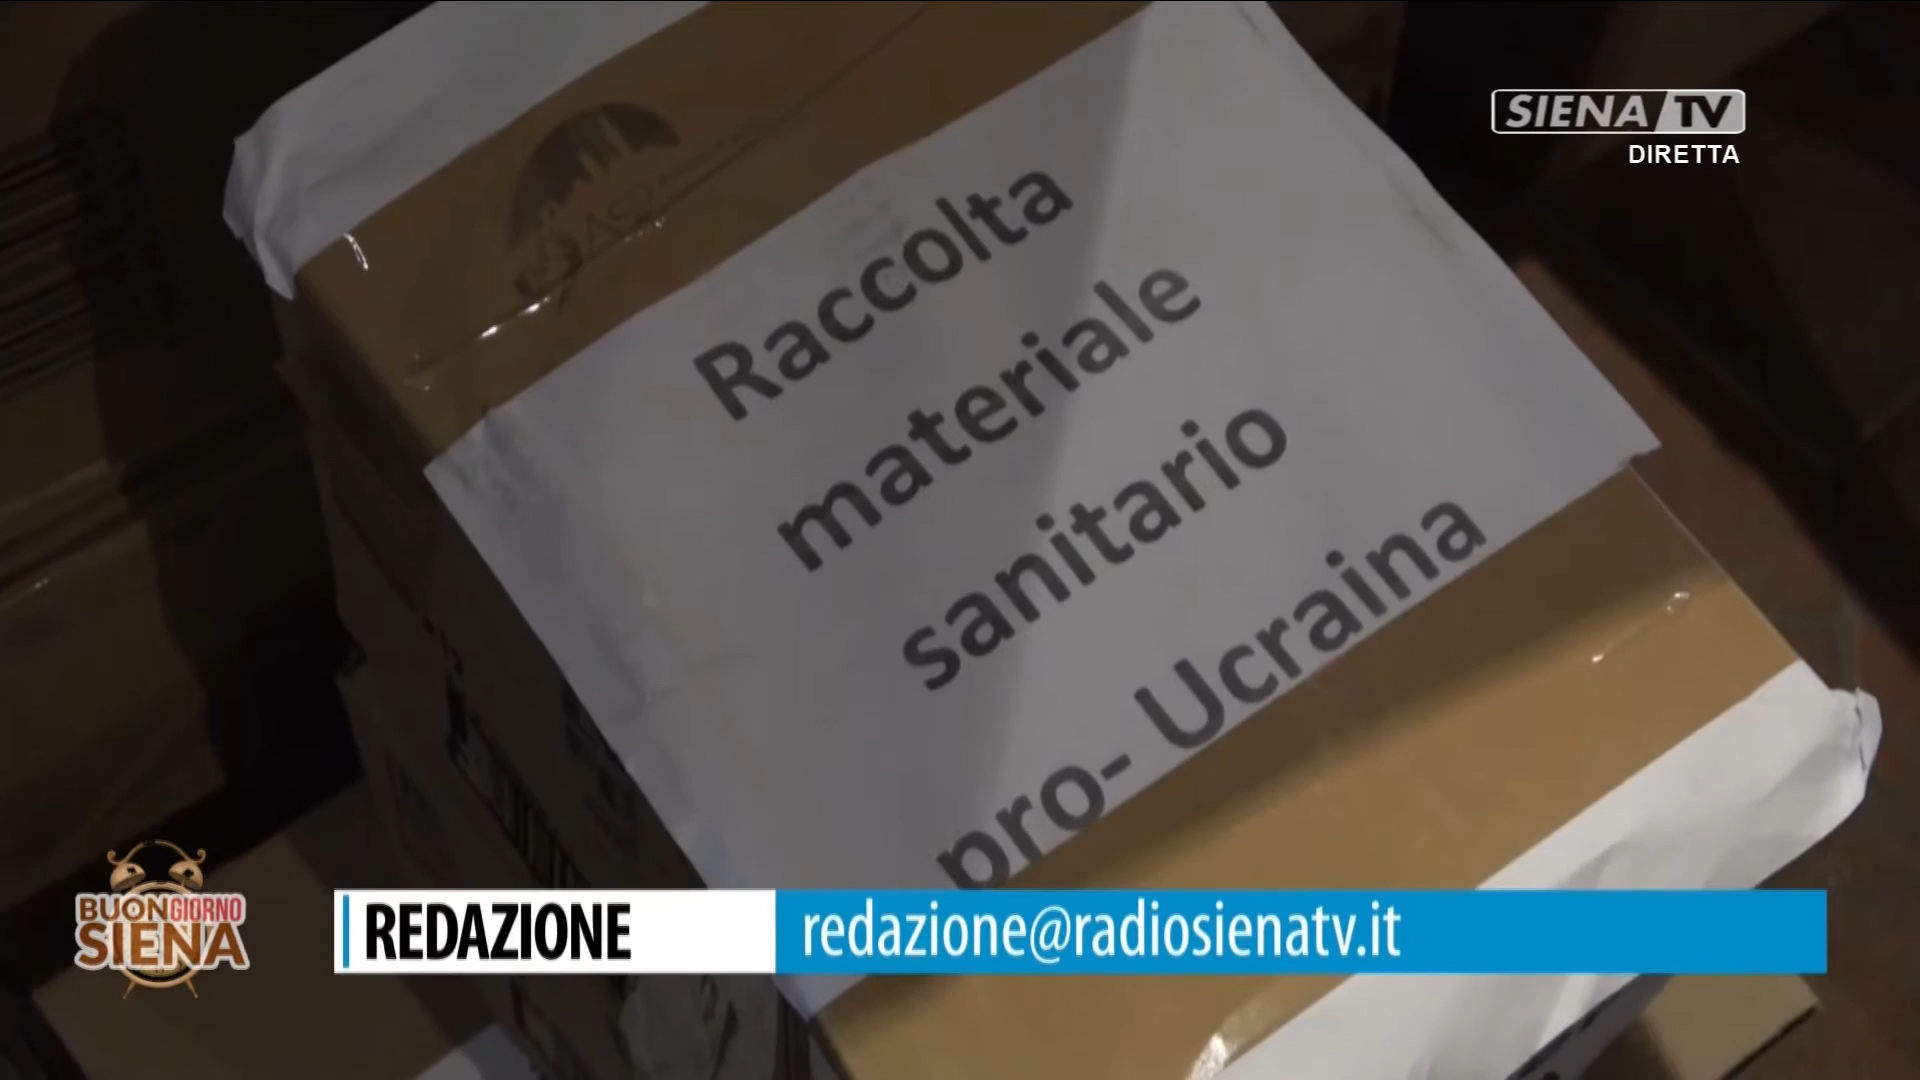 SIENA TV
DIRETTA
Raccolta
materiale
sanitario
pro- Ucraina
BUONGIORNO
SIENA
REDAZIONE
redazione@radiosienatv.it